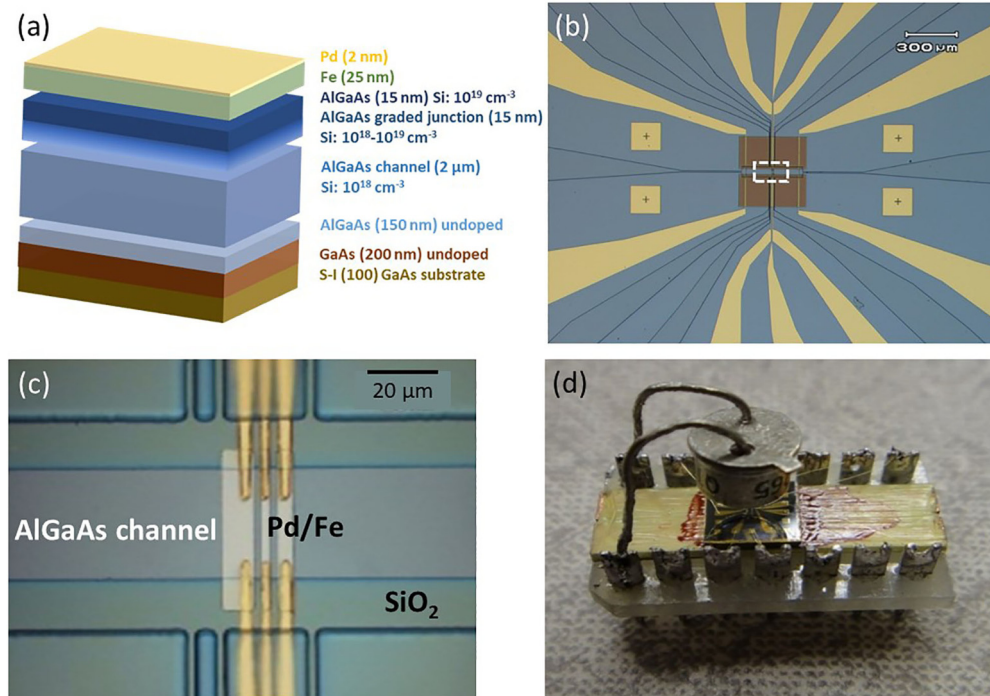 (a)
Pd (2 nm)
Fe (25 nm)
AlGaAs (15 nm) Si: 10¹⁹ cm⁻³
AlGaAs graded junction (15 nm)
Si: 10¹⁸-10¹⁹ cm⁻³
AlGaAs channel (2 μm)
Si: 10¹⁸ cm⁻³
AlGaAs (150 nm) undoped
GaAs (200 nm) undoped
S-I (100) GaAs substrate
(b)
300 μm
(c)
20 μm
AlGaAs channel
Pd/Fe
SiO₂
(d)
65
0